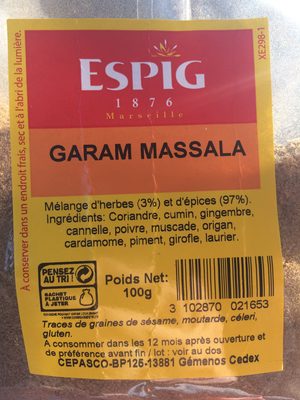 ESPIG
1876
Marseille
XE298-1
A conserver dans un endroit frais, sec et à l'abri de la lumière.
GARAM MASSALA
Mélange d'herbes (3%) et d'épices (97%).
Ingrédients: Coriandre, cumin, gingembre,
cannelle, poivre, muscade, origan,
cardamome, piment, girofle, laurier.
PENSEZ
AU TRI !
SACHET
PLASTIQUE
À JETER
Poids Net:
100g
3 102870 021653
Traces de graines de sésame, moutarde, céleri,
gluten.
A consommer dans les 12 mois après ouverture et
de préférence avant fin / lot : voir au dos
CEPASCO-BP125-13881 Gémenos Cedex